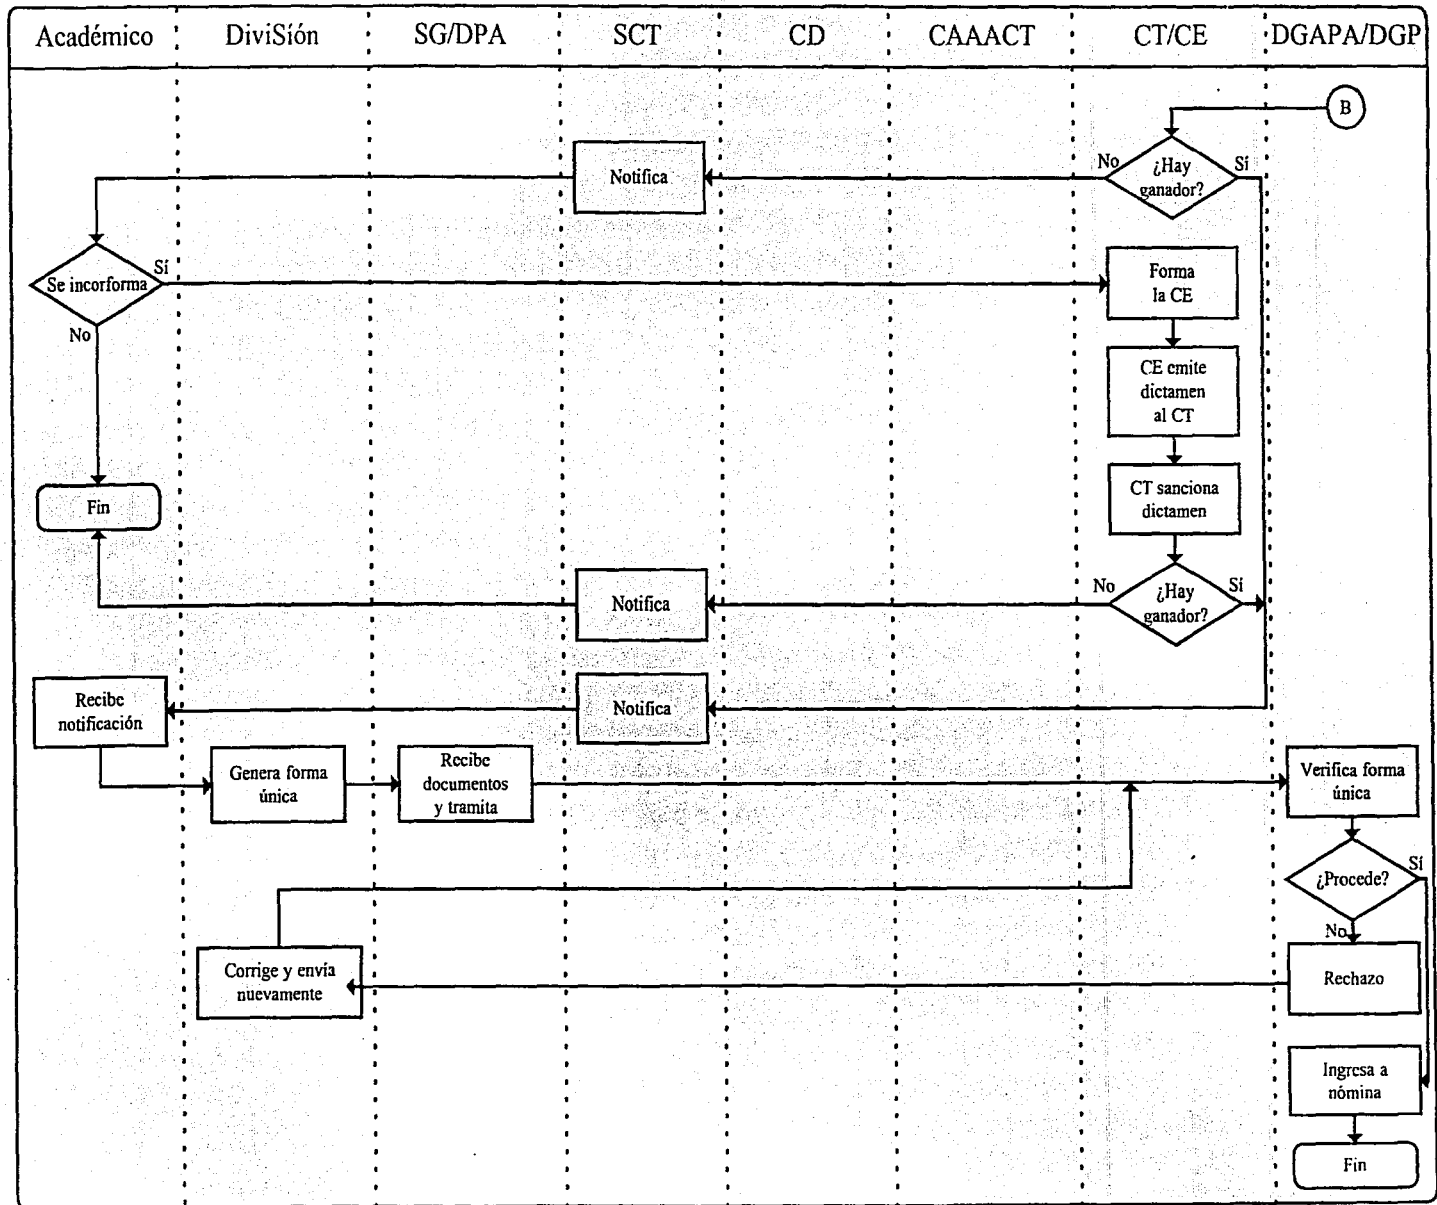 Académico
DiviSíón
SG/DPA
SCT
CD
CAAACT
CT/CE
DGAPA/DGP
B
No
¿Hay
ganador?
Sí
Notifica
Se incorforma
Sí
No
Forma
la CE
CE emite
dictamen
al CT
Fin
CT sanciona
dictamen
Notifica
No
¿Hay
ganador?
Sí
Recibe
notificación
Notifica
Genera forma
única
Recibe
documentos
y tramita
Verifica forma
única
¿Procede?
Sí
No
Corrige y envía
nuevamente
Rechazo
Ingresa a
nómina
Fin